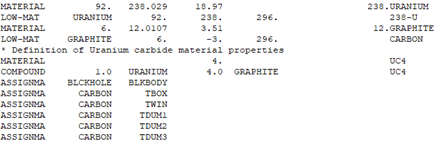 MATERIAL 92. 238.029 18.97 238.URANIUM
LOW-MAT URANIUM 92. 238. 296. 238-U
MATERIAL 6. 12.0107 3.51 12.GRAPHITE
LOW-MAT GRAPHITE 6. -3. 296. CARBON
* Definition of Uranium carbide material properties
MATERIAL 4. UC4
COMPOUND 1.0 URANIUM 4.0 GRAPHITE UC4
ASSIGNMA BLCKHOLE BLKBODY
ASSIGNMA CARBON TBOX
ASSIGNMA CARBON TWIN
ASSIGNMA CARBON TDUM1
ASSIGNMA CARBON TDUM2
ASSIGNMA CARBON TDUM3